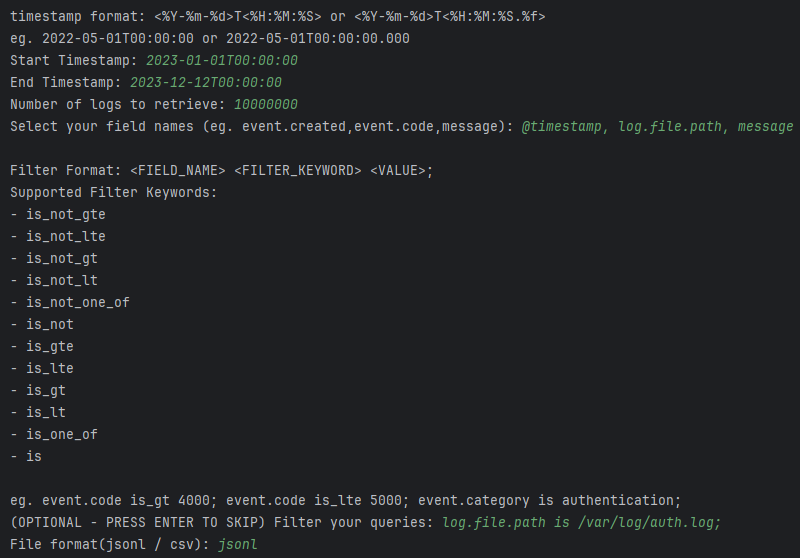 timestamp format: <%Y-%m-%d>T<%H:%M:%S> or <%Y-%m-%d>T<%H:%M:%S.%f>
eg. 2022-05-01T00:00:00 or 2022-05-01T00:00:00.000
Start Timestamp: 2023-01-01T00:00:00
End Timestamp: 2023-12-12T00:00:00
Number of logs to retrieve: 10000000
Select your field names (eg. event.created,event.code,message): @timestamp, log.file.path, message

Filter Format: <FIELD_NAME> <FILTER_KEYWORD> <VALUE>;
Supported Filter Keywords:
- is_not_gte
- is_not_lte
- is_not_gt
- is_not_lt
- is_not_one_of
- is_not
- is_gte
- is_lte
- is_gt
- is_lt
- is_one_of
- is

eg. event.code is_gt 4000; event.code is_lte 5000; event.category is authentication;
(OPTIONAL - PRESS ENTER TO SKIP) Filter your queries: log.file.path is /var/log/auth.log;
File format(jsonl / csv): jsonl